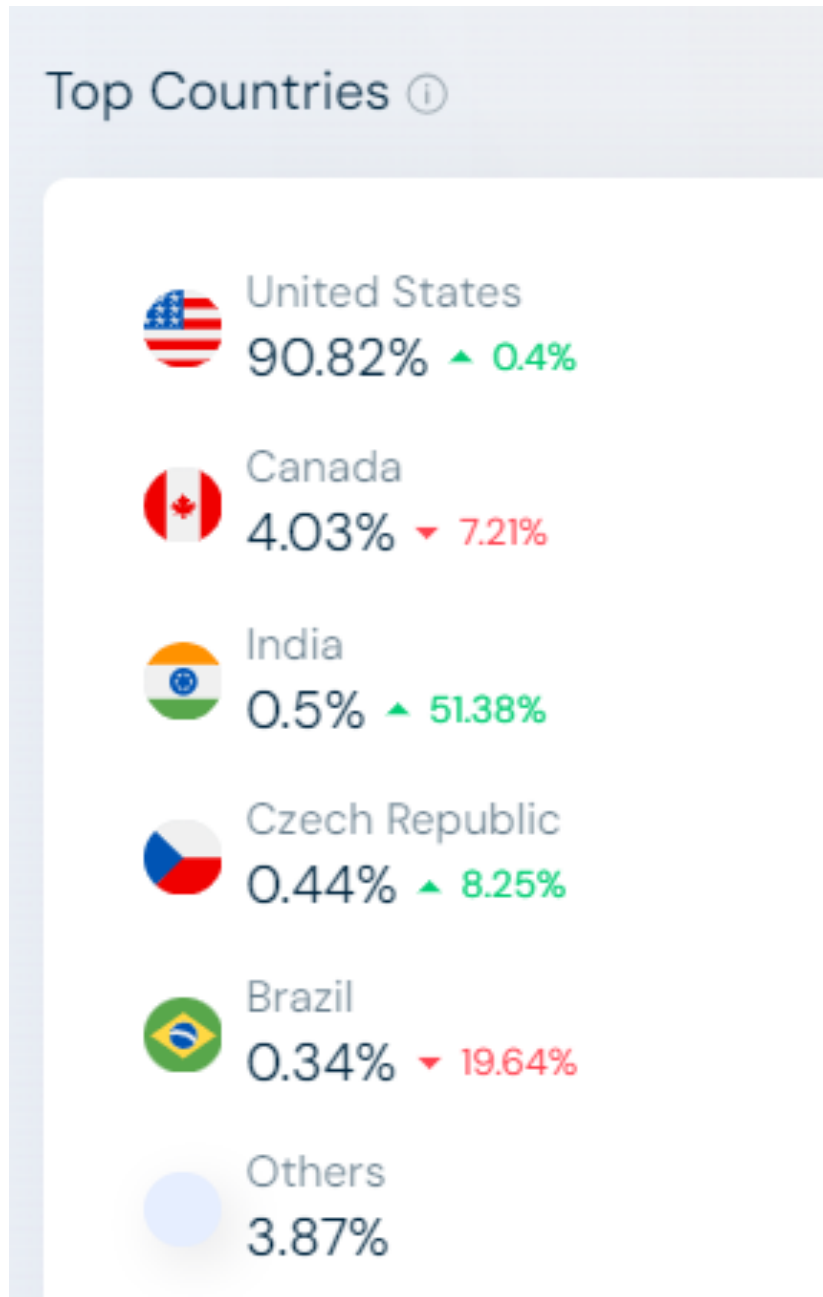 Top Countries
United States
90.82% 0.4%
Canada
4.03% 7.21%
India
0.5% 51.38%
Czech Republic
0.44% 8.25%
Brazil
0.34% 19.64%
Others
3.87%